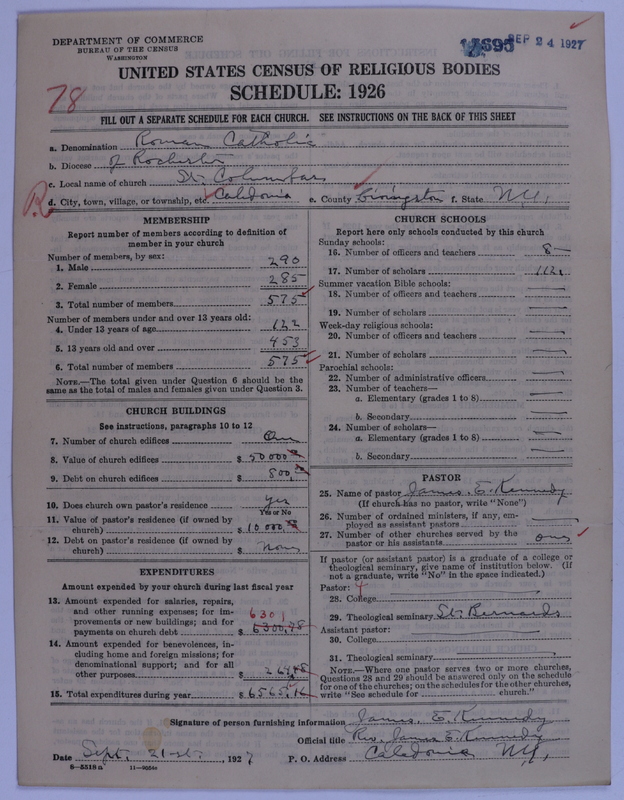 DEPARTMENT OF COMMERCE
BUREAU OF THE CENSUS
WASHINGTON
SEP 24 1927
UNITED STATES CENSUS OF RELIGIOUS BODIES
SCHEDULE: 1926
78
FILL OUT A SEPARATE SCHEDULE FOR EACH CHURCH. SEE INSTRUCTIONS ON THE BACK OF THIS SHEET
a. Denomination Roman Catholic
b. Diocese of Rochester
c. Local name of church St. Columbas
d. City, town, village, or township, etc. Caledonia e. County Livingston f. State N.Y.
R
MEMBERSHIP
Report number of members according to definition of member in your church
Number of members, by sex:
1. Male 290
2. Female 285
3. Total number of members 575
Number of members under and over 13 years old:
4. Under 13 years of age 122
5. 13 years old and over 453
6. Total number of members 575
NOTE.—The total given under Question 6 should be the
same as the total of males and females given under Question 3.
CHURCH BUILDINGS
See instructions, paragraphs 10 to 12
7. Number of church edifices One
8. Value of church edifices $ 50000
9. Debt on church edifices $ 800
10. Does church own pastor's residence Yes
Yes or No
11. Value of pastor's residence (if owned by
church) $ 10,000
12. Debt on pastor's residence (if owned by
church) $ None
EXPENDITURES
Amount expended by your church during last fiscal year
13. Amount expended for salaries, repairs,
and other running expenses; for im-
provements or new buildings; and for
6301
payments on church debt $ 6300,98
14. Amount expended for benevolences, in-
cluding home and foreign missions; for
denominational support; and for all
other purposes $ 264,
15. Total expenditures during year $ 6565,
CHURCH SCHOOLS
Report here only schools conducted by this church
Sunday schools:
16. Number of officers and teachers 8
17. Number of scholars 112
Summer vacation Bible schools:
18. Number of officers and teachers
19. Number of scholars
Week-day religious schools:
20. Number of officers and teachers
21. Number of scholars
Parochial schools:
22. Number of administrative officers
23. Number of teachers—
a. Elementary (grades 1 to 8)
b. Secondary
24. Number of scholars—
a. Elementary (grades 1 to 8)
b. Secondary
PASTOR
25. Name of pastor James E. Kennedy
(If church has no pastor, write "None")
26. Number of ordained ministers, if any, em-
ployed as assistant pastors
27. Number of other churches served by the
pastor or his assistants one
If pastor (or assistant pastor) is a graduate of a college or
theological seminary, give name of institution below. (If
not a graduate, write "No" in the space indicated.)
Pastor: 4
28. College
29. Theological seminary St. Bernards
Assistant pastor:
30. College
31. Theological seminary
NOTE.—Where one pastor serves two or more churches,
Questions 28 and 29 should be answered only on the schedule
for one of the churches; on the schedules for the other churches,
write "See schedule for ________ church."
Signature of person furnishing information James E. Kennedy
Official title Rev. James E. Kennedy
Date Sept. 21-st., 1927 P. O. Address Caledonia N.Y.